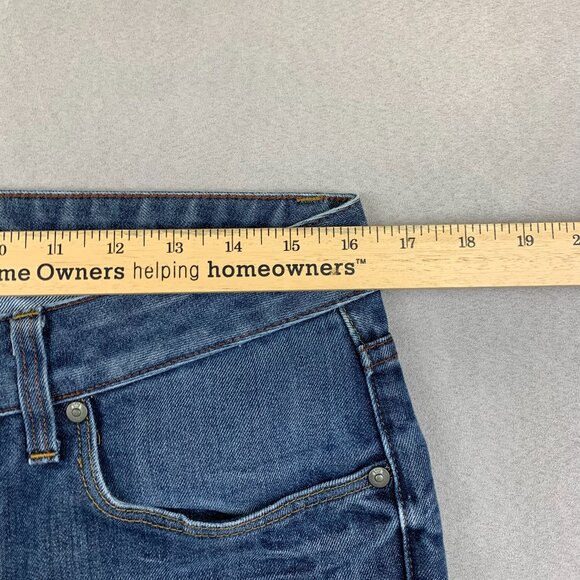 0 11 12 13 14 15 16 17 18 19 2
me Owners helping homeowners™